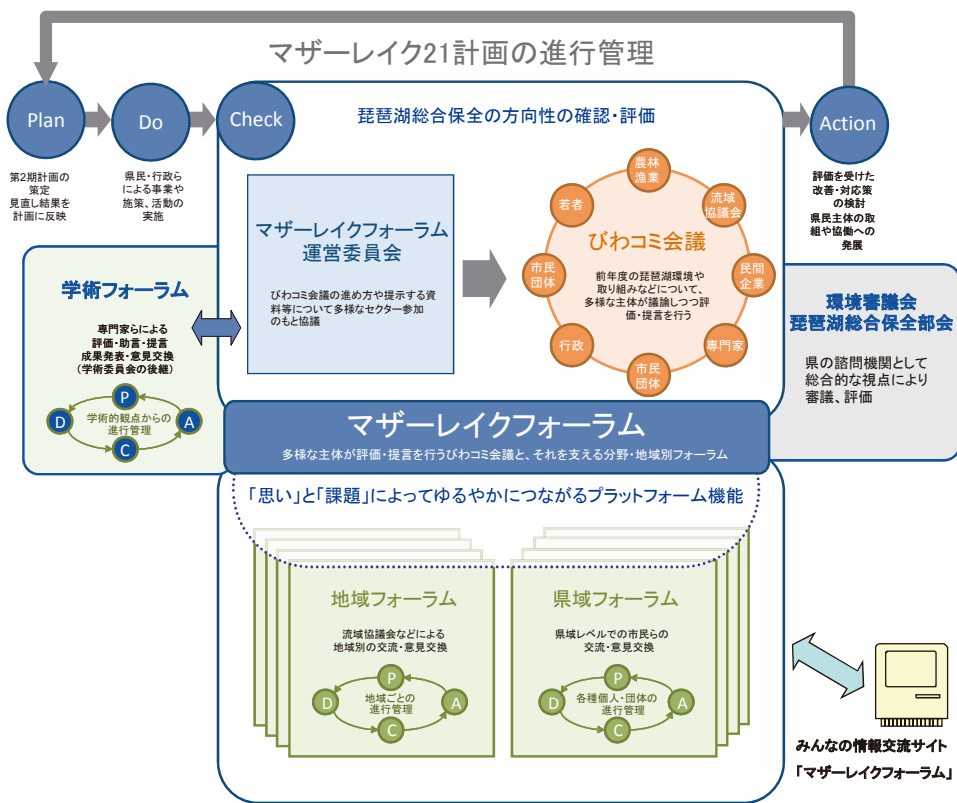 マザーレイク21計画の進行管理
Plan
Do
Check
Action
第2期計画の
策定
見直し結果を
計画に反映
県民・行政ら
による事業や
施策、活動の
実施
評価を受けた
改善・対応策
の検討
県民主体の取
組や協働への
発展
琵琶湖総合保全の方向性の確認・評価
マザーレイクフォーラム
運営委員会
びわコミ会議の進め方や提示する資
料等について多様なセクター参加
のもと協議
農林
漁業
流域
協議会
民間
企業
専門家
市民
団体
行政
市民
団体
若者
びわコミ会議
前年度の琵琶湖環境や
取り組みなどについて、
多様な主体が議論しつつ評
価・提言を行う
学術フォーラム
専門家らによる
評価・助言・提言
成果発表・意見交換
(学術委員会の後継)
P
D
A
C
学術的観点からの
進行管理
環境審議会
琵琶湖総合保全部会
県の諮問機関として
総合的な視点により
審議、評価
マザーレイクフォーラム
多様な主体が評価・提言を行うびわコミ会議と、それを支える分野・地域別フォーラム
「思い」と「課題」によってゆるやかにつながるプラットフォーム機能
地域フォーラム
流域協議会などによる
地域別の交流・意見交換
P
D
A
C
地域ごとの
進行管理
県域フォーラム
県域レベルでの市民らの
交流・意見交換
P
D
A
C
各種個人・団体の
進行管理
みんなの情報交流サイト
「マザーレイクフォーラム」